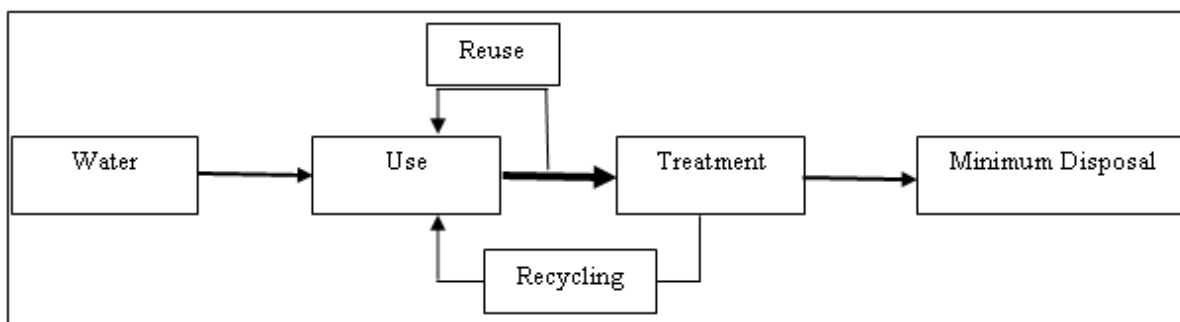 Reuse
Water
Use
Treatment
Minimum Disposal
Recycling